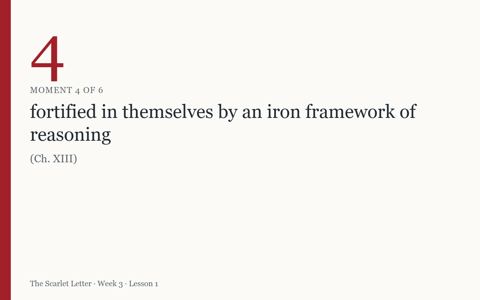 4
MOMENT 4 OF 6
fortified in themselves by an iron framework of
reasoning
(Ch. XIII)
The Scarlet Letter · Week 3 · Lesson 1